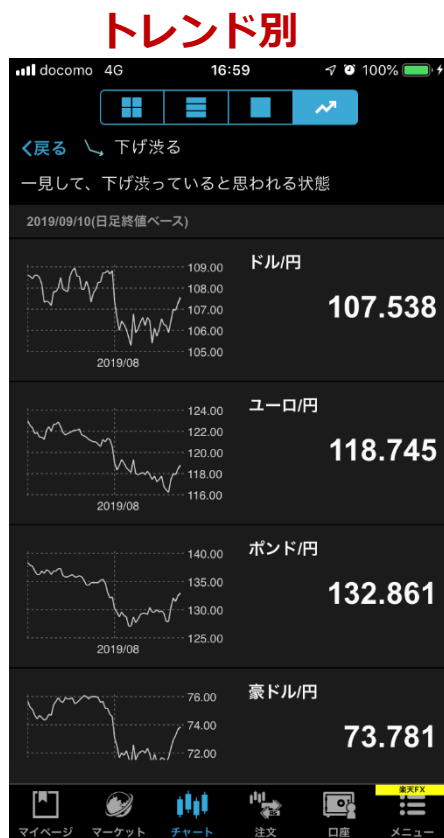 トレンド別
docomo 4G 16:59 100%
く戻る 下げ渋る
一見して、下げ渋っていると思われる状態
2019/09/10(日足終値ベース)
ドル/円
107.538
109.00
108.00
107.00
106.00
105.00
2019/08
ユーロ/円
118.745
124.00
122.00
120.00
118.00
116.00
2019/08
ポンド/円
132.861
140.00
135.00
130.00
125.00
2019/08
豪ドル/円
73.781
76.00
74.00
72.00
楽天FX
マイページ マーケット チャート 注文 口座 メニュー